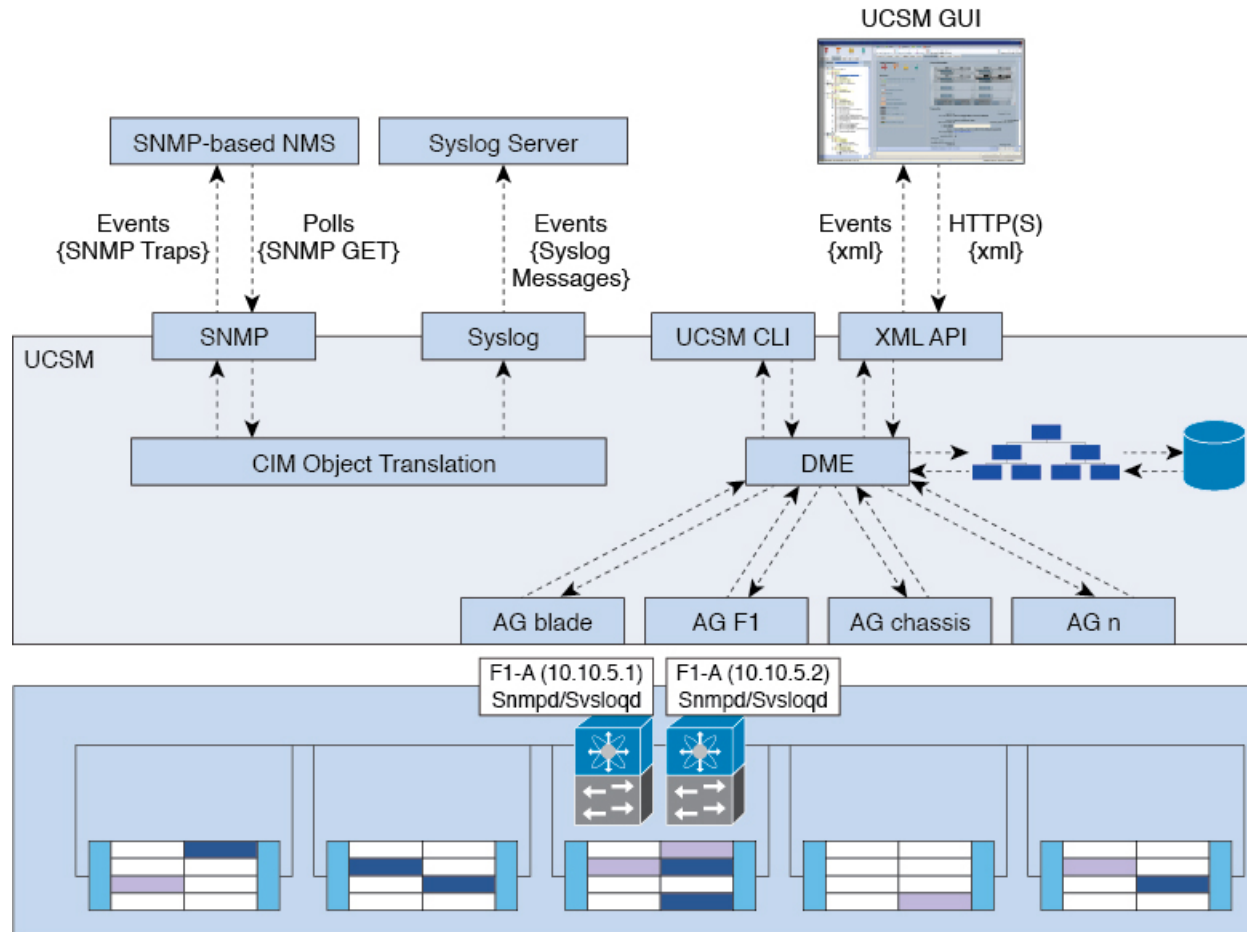 UCSM GUI
SNMP-based NMS
Syslog Server
Events
{SNMP Traps}
Polls
{SNMP GET}
Events
{Syslog
Messages}
Events
{xml}
HTTP(S)
{xml}
UCSM
SNMP
Syslog
UCSM CLI
XML API
CIM Object Translation
DME
AG blade
AG F1
AG chassis
AG n
F1-A (10.10.5.1)
Snmpd/Svsloqd
F1-A (10.10.5.2)
Snmpd/Svsloqd